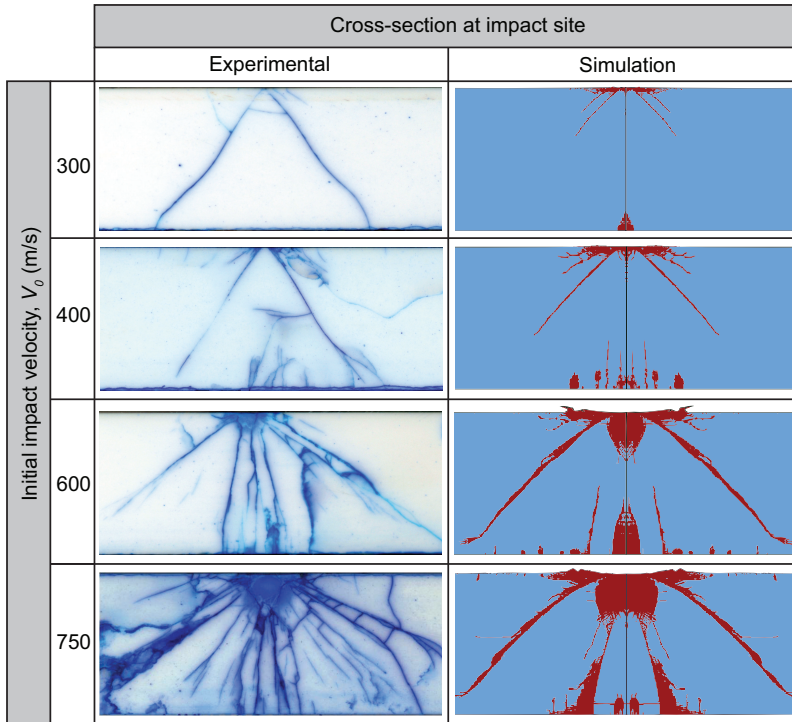 Cross-section at impact site
Experimental
Simulation
Initial impact velocity, V₀ (m/s)
300
400
600
750